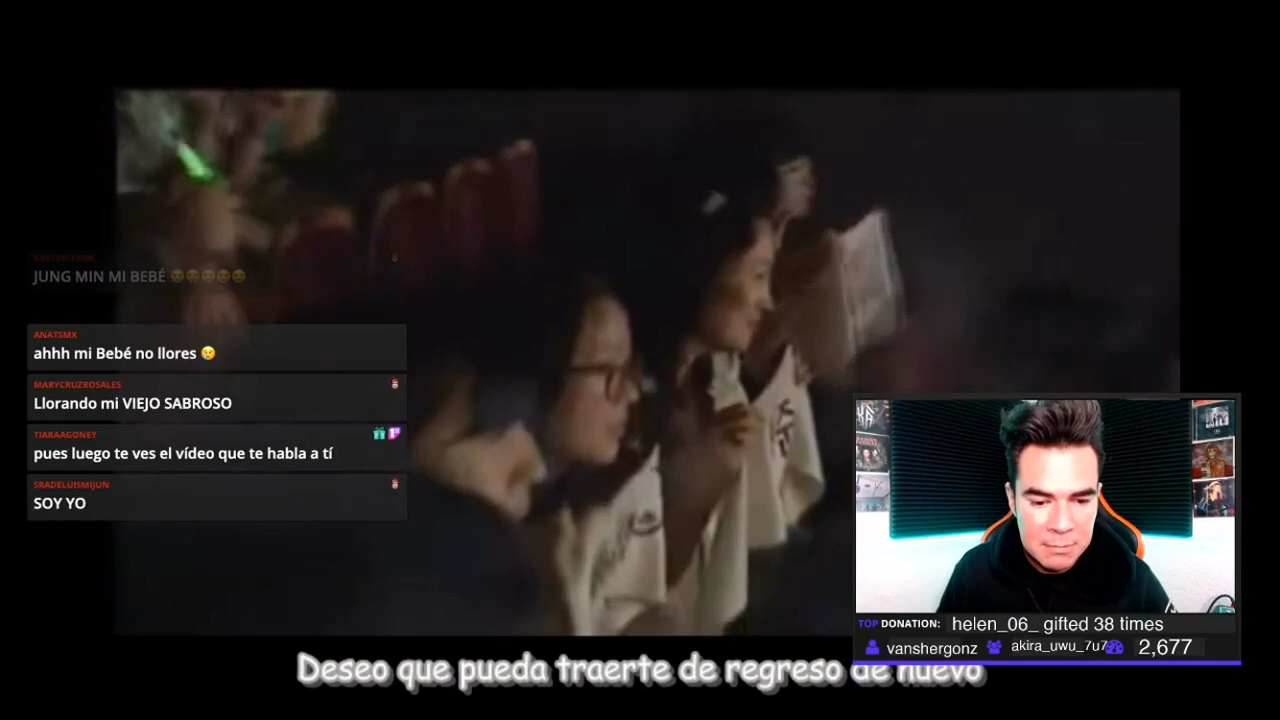 JUNG MIN MI BEBÉ 😢😢😢😢😢
ANATSMX
ahhh mi Bebé no llores 😢
MARYCRUZROSALES
Llorando mi VIEJO SABROSO
TIARAAGONEY
pues luego te ves el vídeo que te habla a tí
SRADELUISMIJUN
SOY YO
TOP DONATION: helen_06_ gifted 38 times
vanshergonz akira_uwu_7u7 2,677
Deseo que pueda traerte de regreso de nuevo